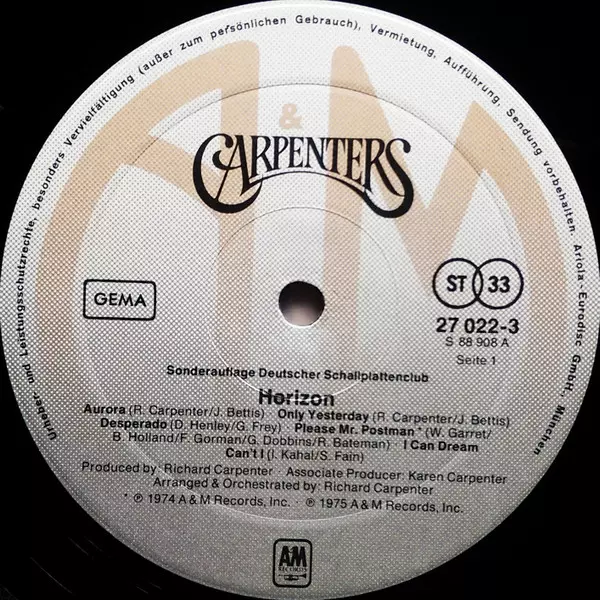 Urheber und Leistungsschutzrechte, besonders Vervielfältigung (außer zum persönlichen Gebrauch), Vermietung, Aufführung, Sendung vorbehalten. Ariola-Eurodisc GmbH., München
A & M
CARPENTERS
GEMA
ST 33
27 022-3
S 88 908 A
Seite 1
Sonderauflage Deutscher Schallplattenclub
Horizon
Aurora (R. Carpenter/J. Bettis) · Only Yesterday (R. Carpenter/J. Bettis)
Desperado (D. Henley/G. Frey) · Please Mr. Postman * (W. Garret/
B. Holland/F. Gorman/G. Dobbins/R. Bateman) · I Can Dream
Can't I (I. Kahal/S. Fain)
Produced by: Richard Carpenter · Associate Producer: Karen Carpenter
Arranged & Orchestrated by: Richard Carpenter
* ℗ 1974 A & M Records, Inc. · ℗ 1975 A & M Records, Inc.
A&M
RECORDS